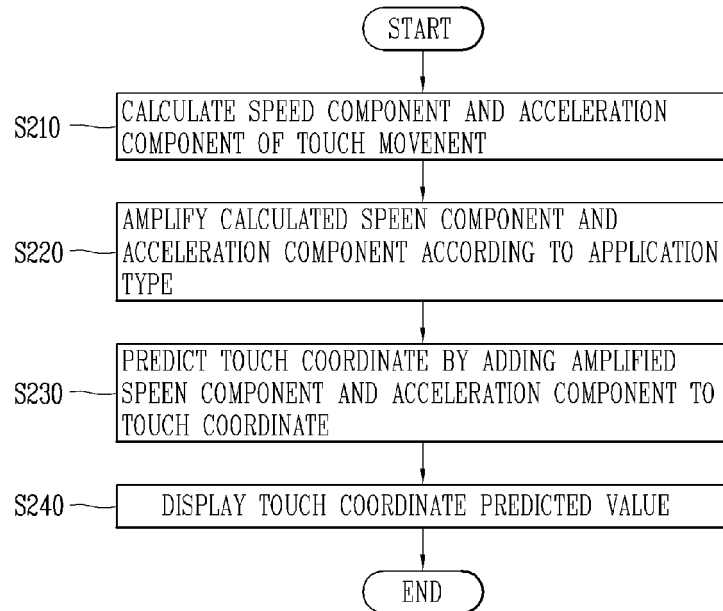 START
S210
CALCULATE SPEED COMPONENT AND ACCELERATION
COMPONENT OF TOUCH MOVENENT
S220
AMPLIFY CALCULATED SPEEN COMPONENT AND
ACCELERATION COMPONENT ACCORDING TO APPLICATION
TYPE
S230
PREDICT TOUCH COORDINATE BY ADDING AMPLIFIED
SPEEN COMPONENT AND ACCELERATION COMPONENT TO
TOUCH COORDINATE
S240
DISPLAY TOUCH COORDINATE PREDICTED VALUE
END